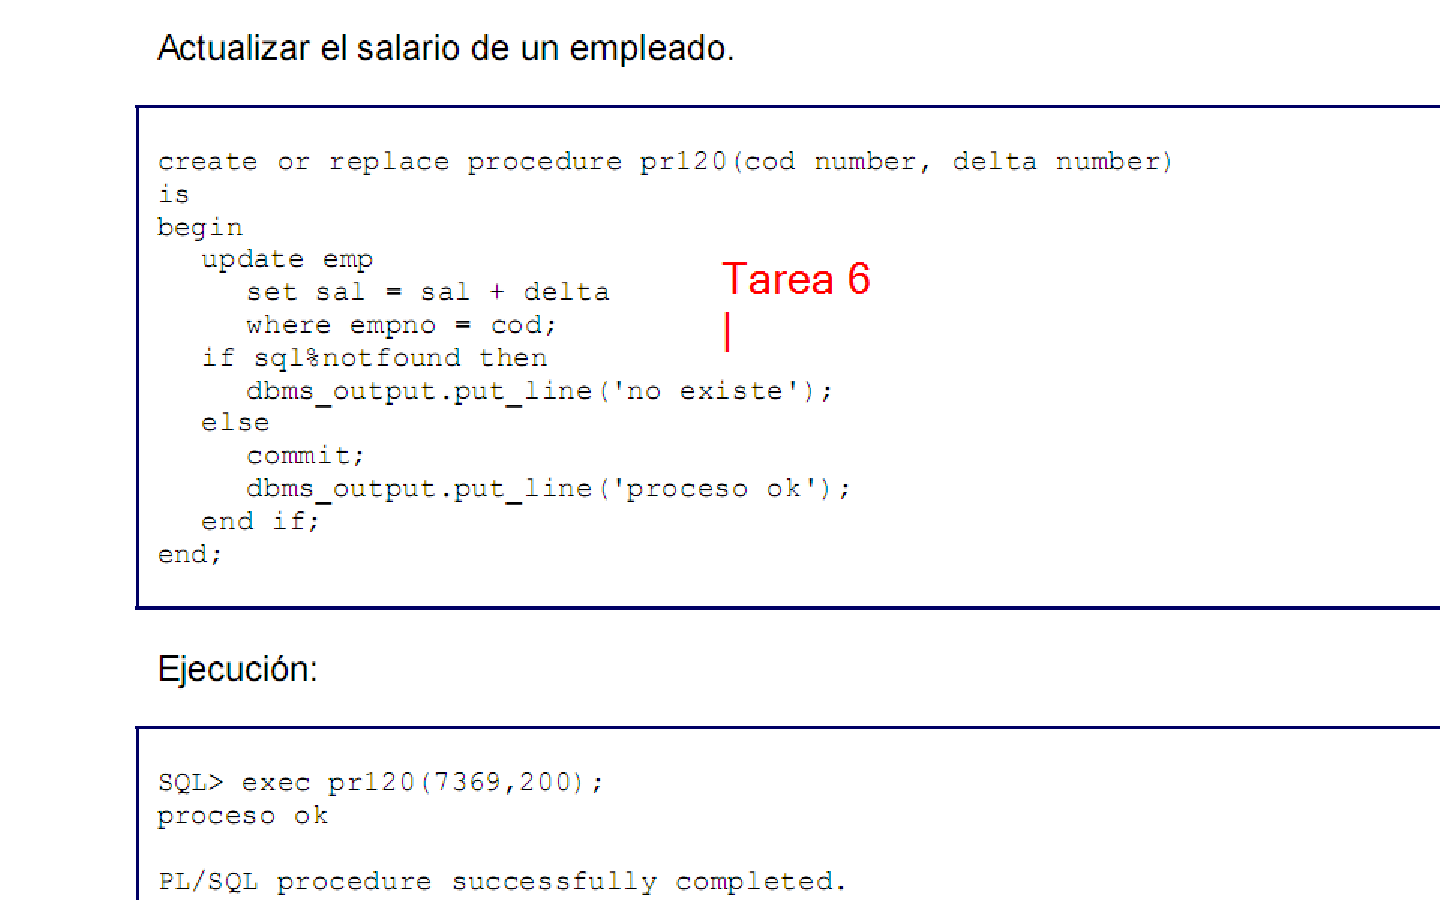 Actualizar el salario de un empleado.
create or replace procedure pr120(cod number, delta number)
is
begin
update emp
set sal = sal + delta
where empno = cod;
Tarea 6
if sql%notfound then
dbms_output.put_line('no existe');
else
commit;
dbms_output.put_line('proceso ok');
end if;
end;
Ejecución:
SQL> exec pr120(7369,200);
proceso ok
PL/SQL procedure successfully completed.